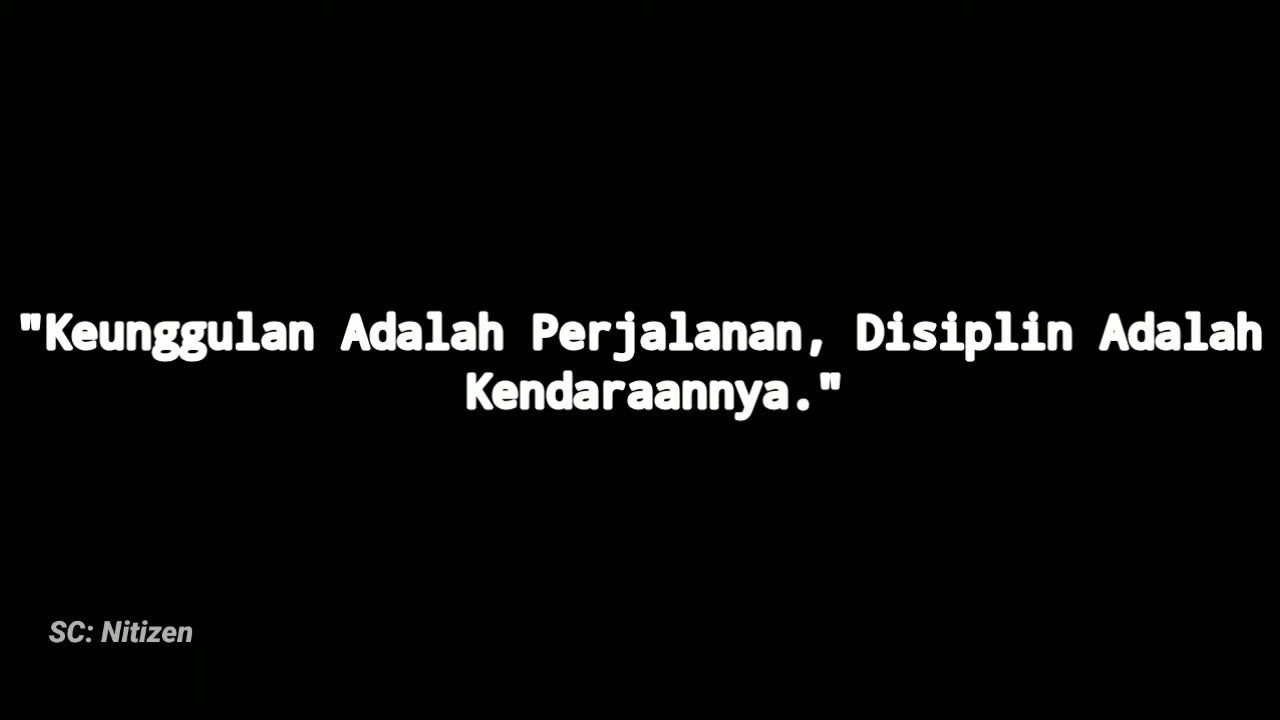 "Keunggulan Adalah Perjalanan, Disiplin Adalah
Kendaraannya."
SC: Nitizen